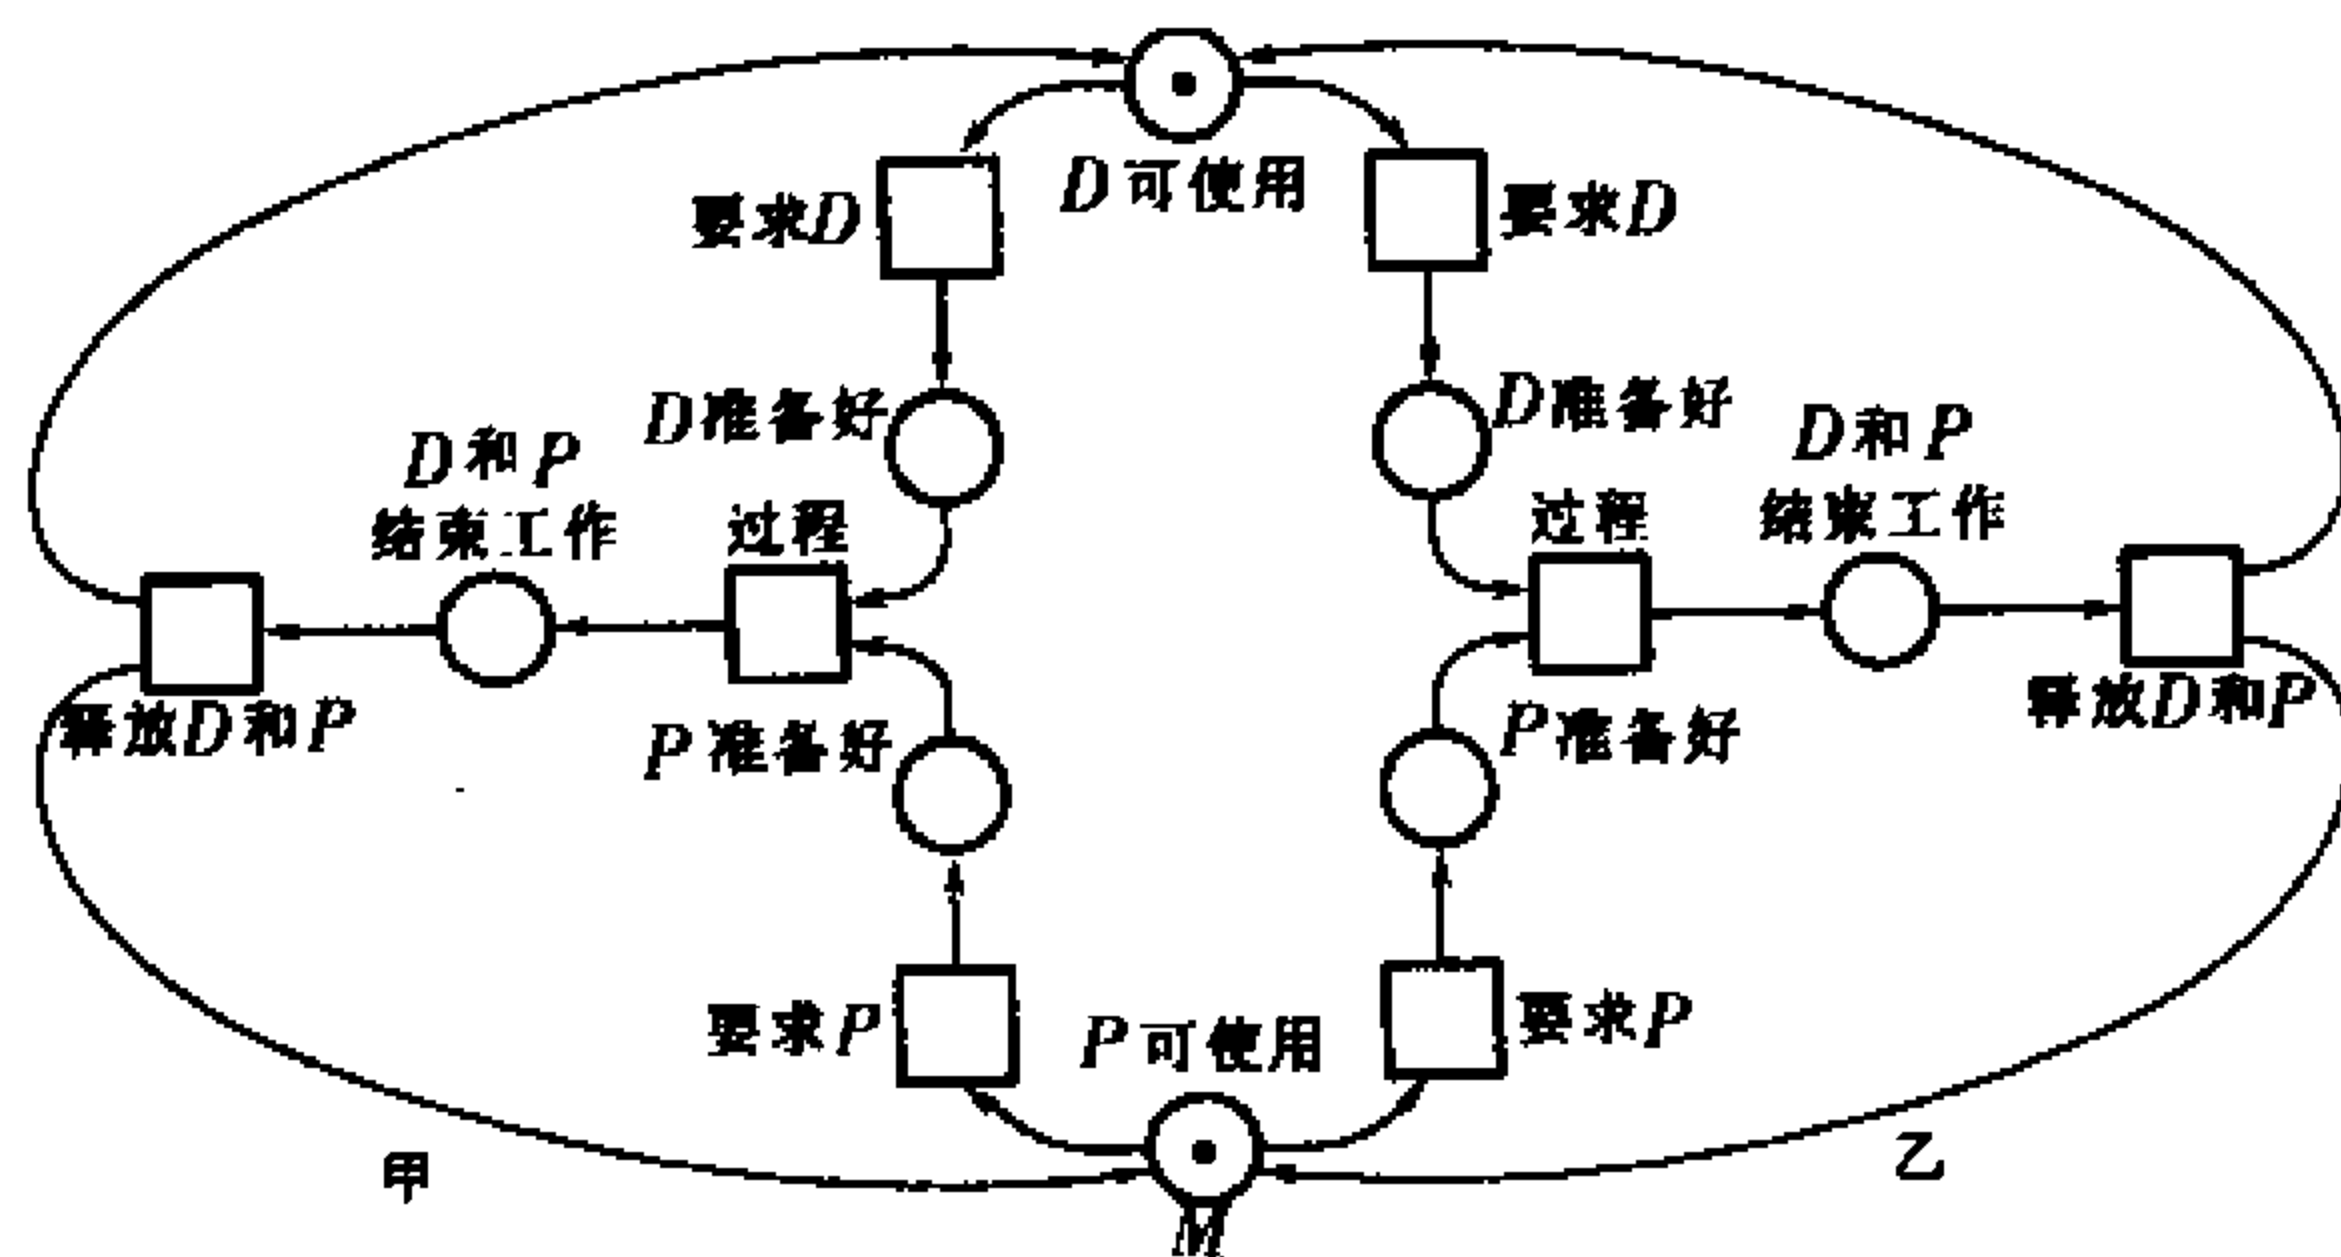 D可使用
要求D
要求D
D准备好
D准备好
D和P
结束工作
过程
过程
D和P
结束工作
释放D和P
P准备好
P准备好
释放D和P
要求P
P可使用
要求P
甲
乙
M